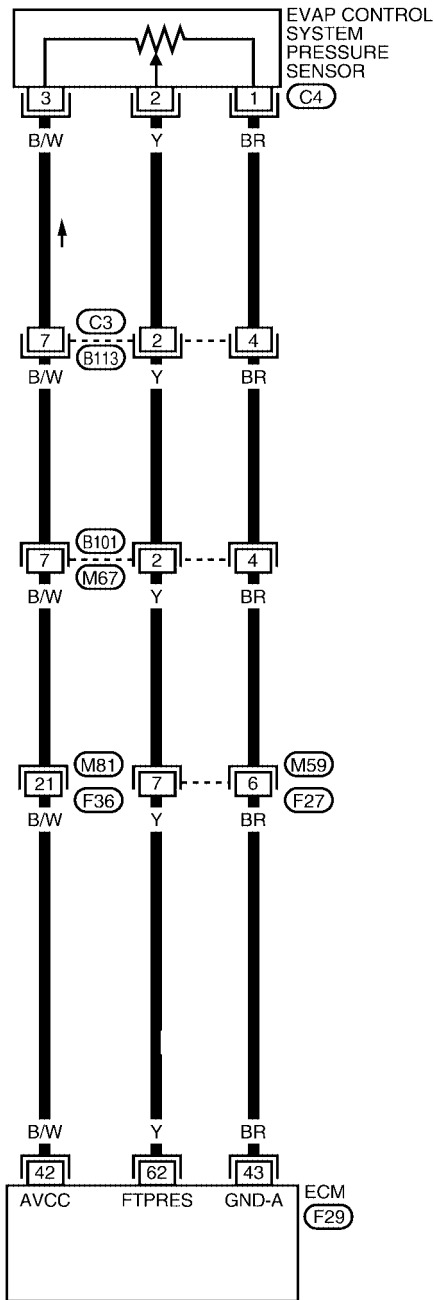 EVAP CONTROL
SYSTEM
PRESSURE
SENSOR
3 2 1 C4
B/W Y BR
C3
7 2 4
B113
B/W Y BR
B101
7 2 4
M67
B/W Y BR
M81 M59
21 7 6
F36 F27
B/W Y BR
B/W Y BR
42 62 43
AVCC FTPRES GND-A ECM
F29